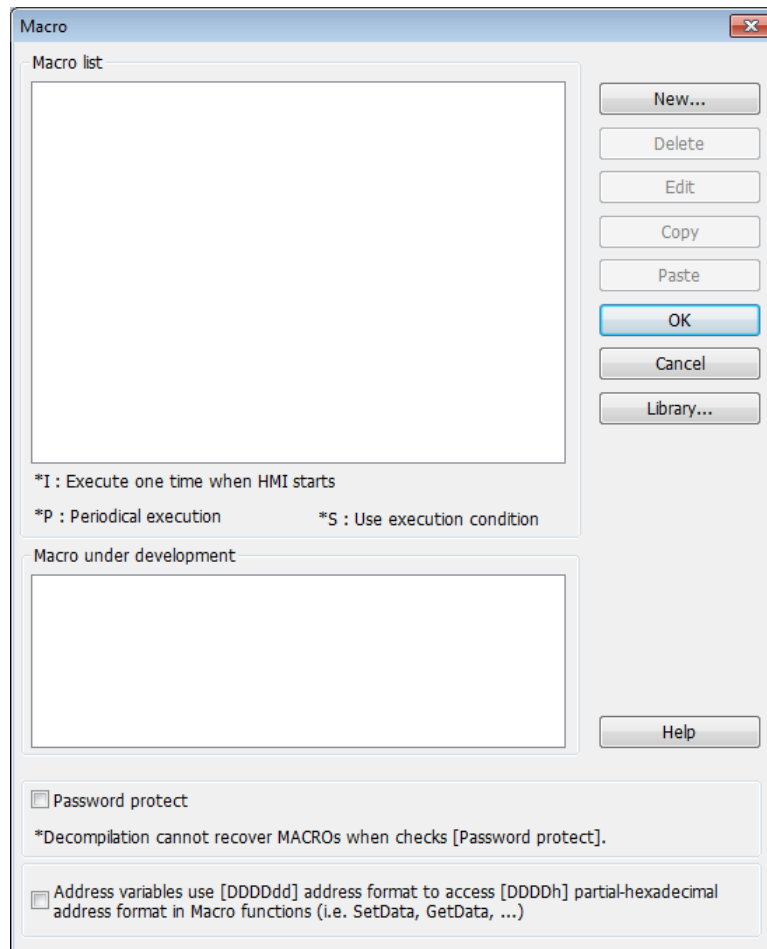 Macro
Macro list
New...
Delete
Edit
Copy
Paste
OK
Cancel
Library...
*I : Execute one time when HMI starts
*P : Periodical execution
*S : Use execution condition
Macro under development
Help
Password protect
*Decompilation cannot recover MACROs when checks [Password protect].
Address variables use [DDDDdd] address format to access [DDDDh] partial-hexadecimal
address format in Macro functions (i.e. SetData, GetData, ...)